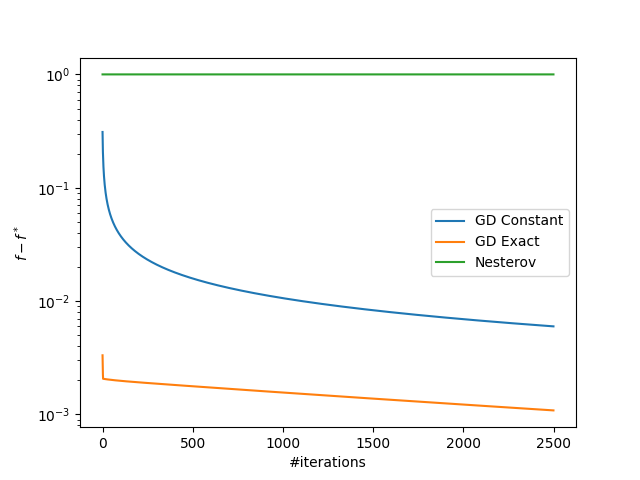 10⁰
10⁻¹
10⁻²
10⁻³
f − f*
GD Constant
GD Exact
Nesterov
0 500 1000 1500 2000 2500
#iterations